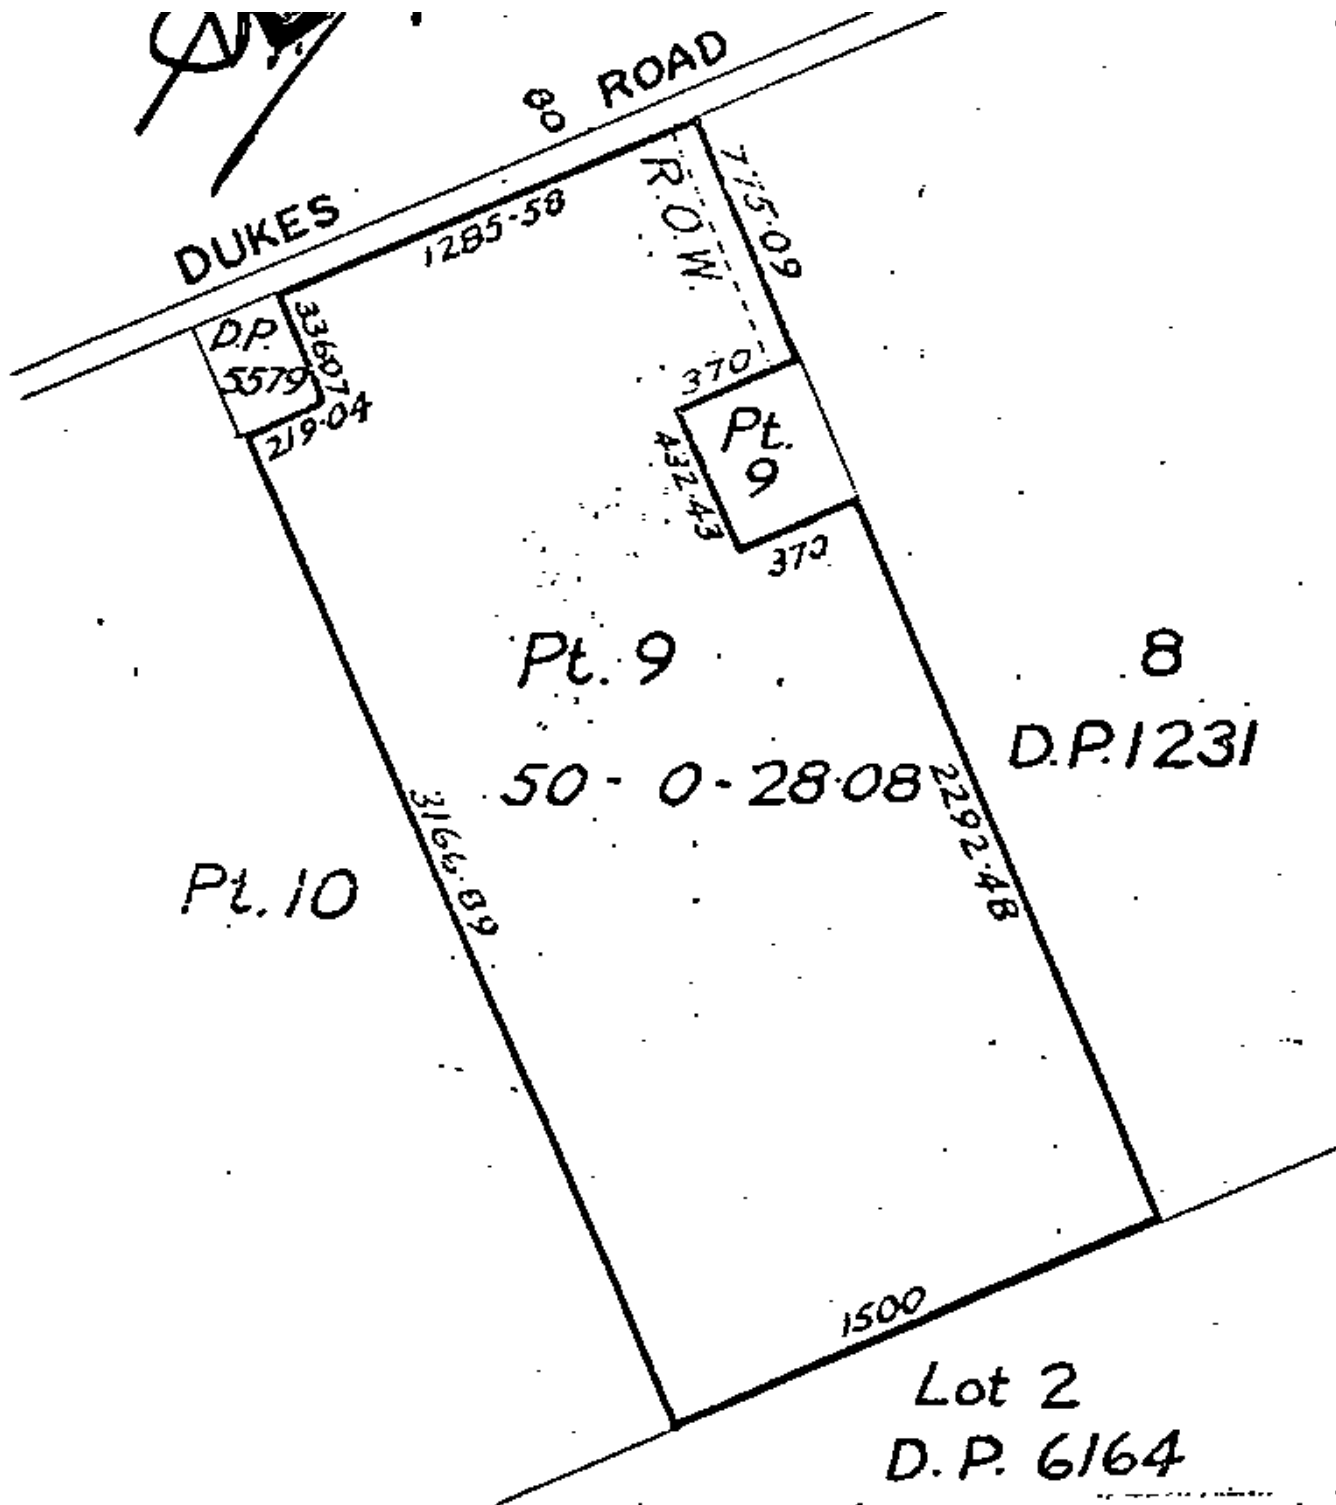 DUKES 80 ROAD
1285·58
R.O.W.
775·09
D.P.
5579
33607
219·04
370
Pt.
9
432·43
370
Pt. 9
50 - 0 - 28·08
8
D.P. 1231
2292·48
3166·89
Pt. 10
1500
Lot 2
D. P. 6164